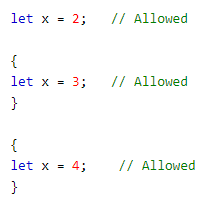 let x = 2;   // Allowed
{
let x = 3;   // Allowed
}
{
let x = 4;    // Allowed
}